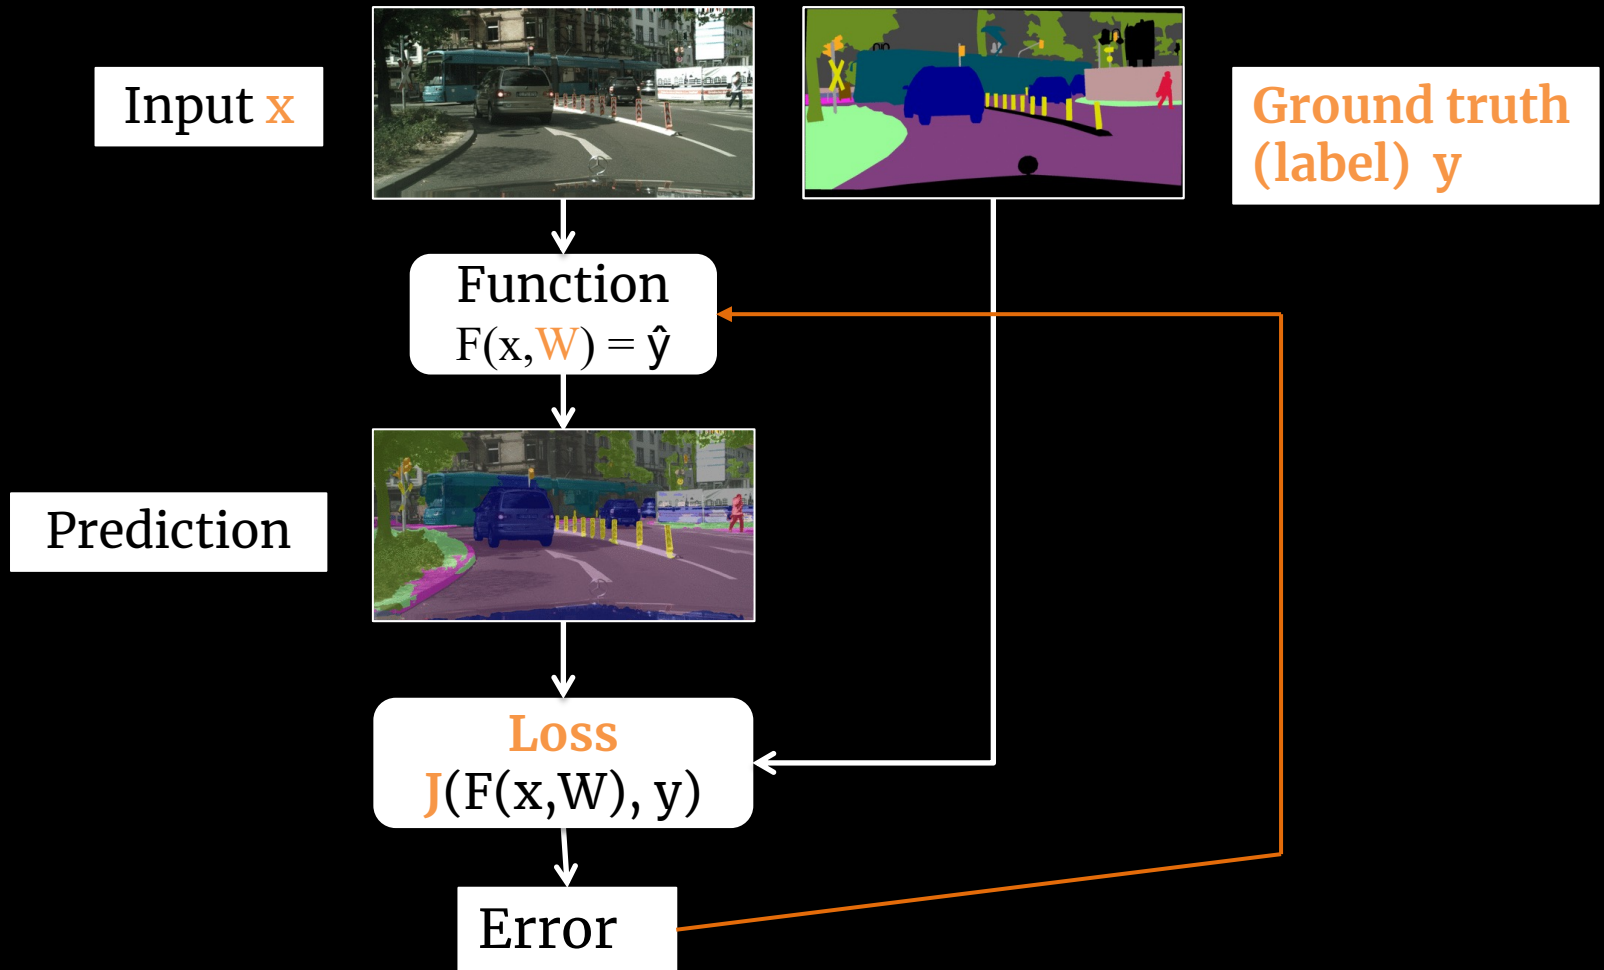 Input x
Ground truth
(label) y
Function
F(x,W) = ŷ
Prediction
Loss
J(F(x,W), y)
Error